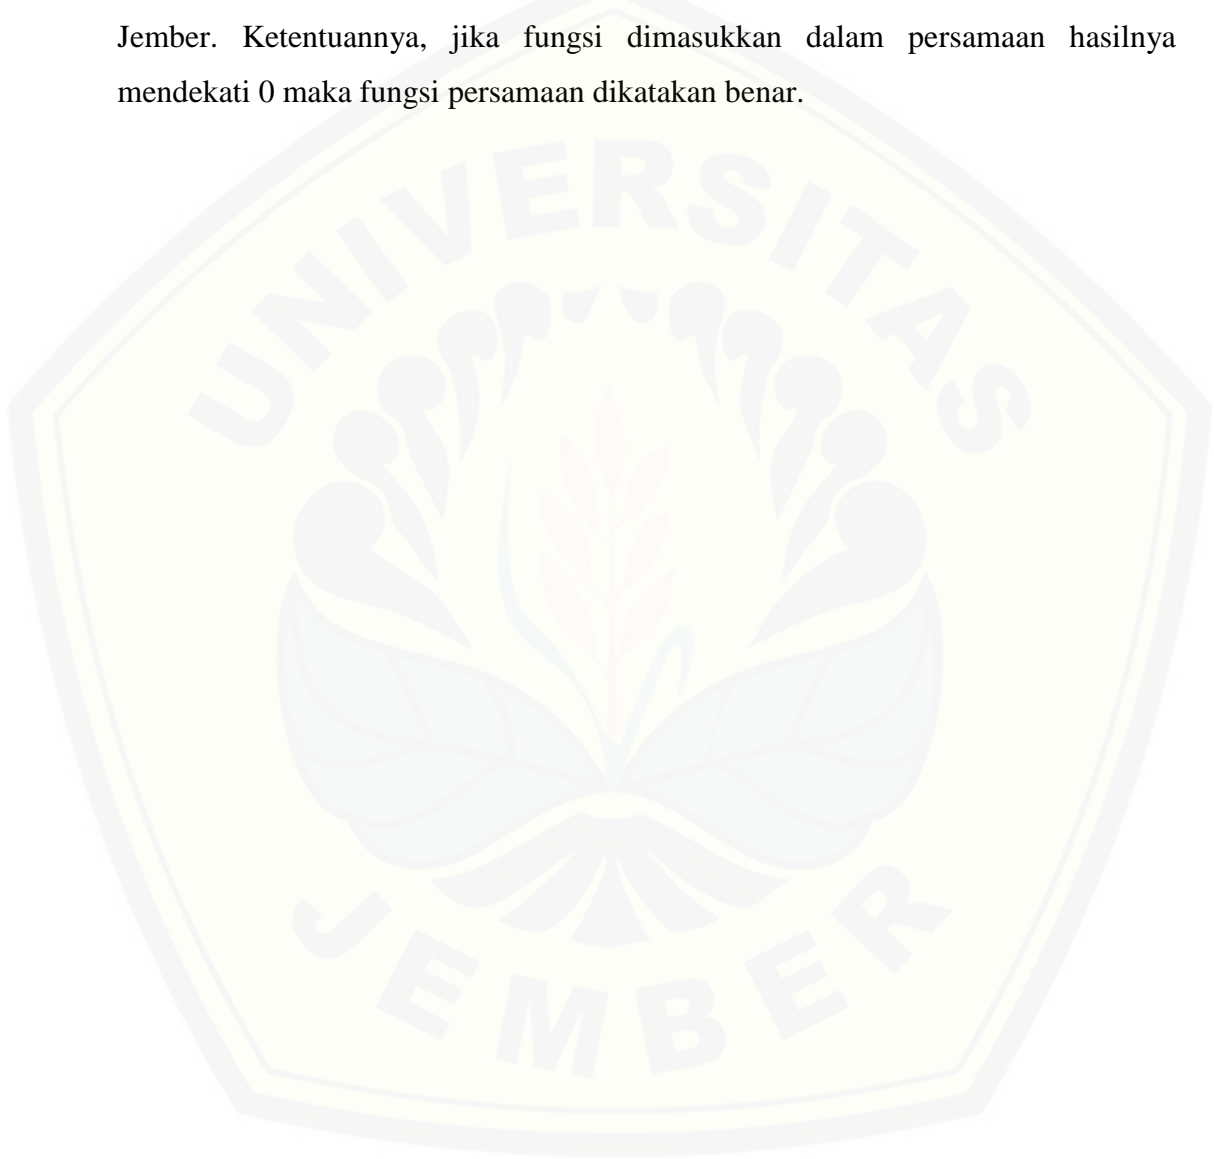 Jember. Ketentuannya, jika fungsi dimasukkan dalam persamaan hasilnya
mendekati 0 maka fungsi persamaan dikatakan benar.
UNIVERSITAS
JEMBER